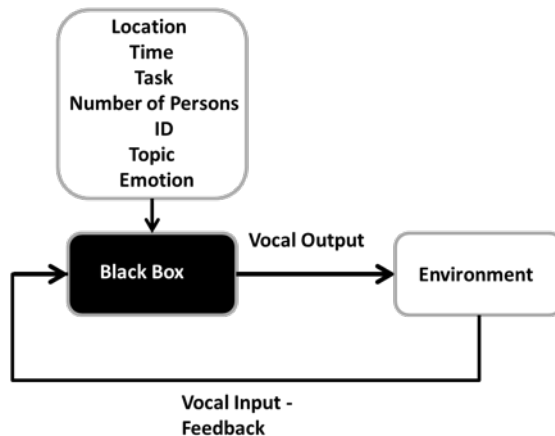 Location
Time
Task
Number of Persons
ID
Topic
Emotion
Vocal Output
Black Box
Environment
Vocal Input -
Feedback